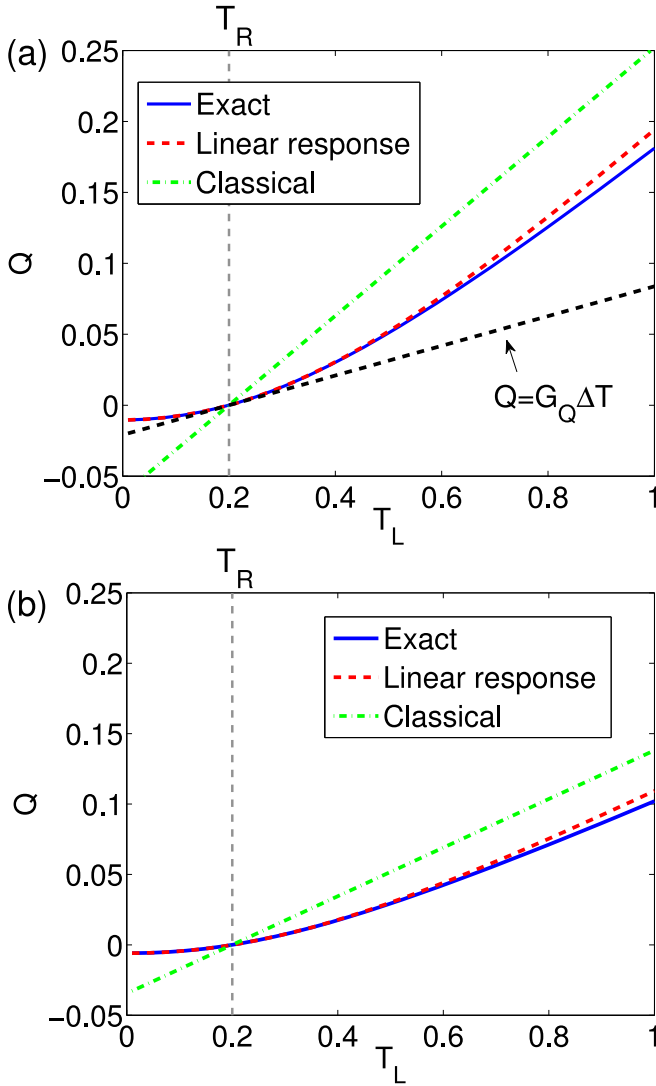 T_R
(a)
0.25
0.2
0.15
0.1
0.05
0
−0.05
Q
Exact
Linear response
Classical
Q=G_QΔT
0 0.2 0.4 0.6 0.8 1
T_L
T_R
(b)
0.25
0.2
0.15
0.1
0.05
0
−0.05
Q
Exact
Linear response
Classical
0 0.2 0.4 0.6 0.8 1
T_L